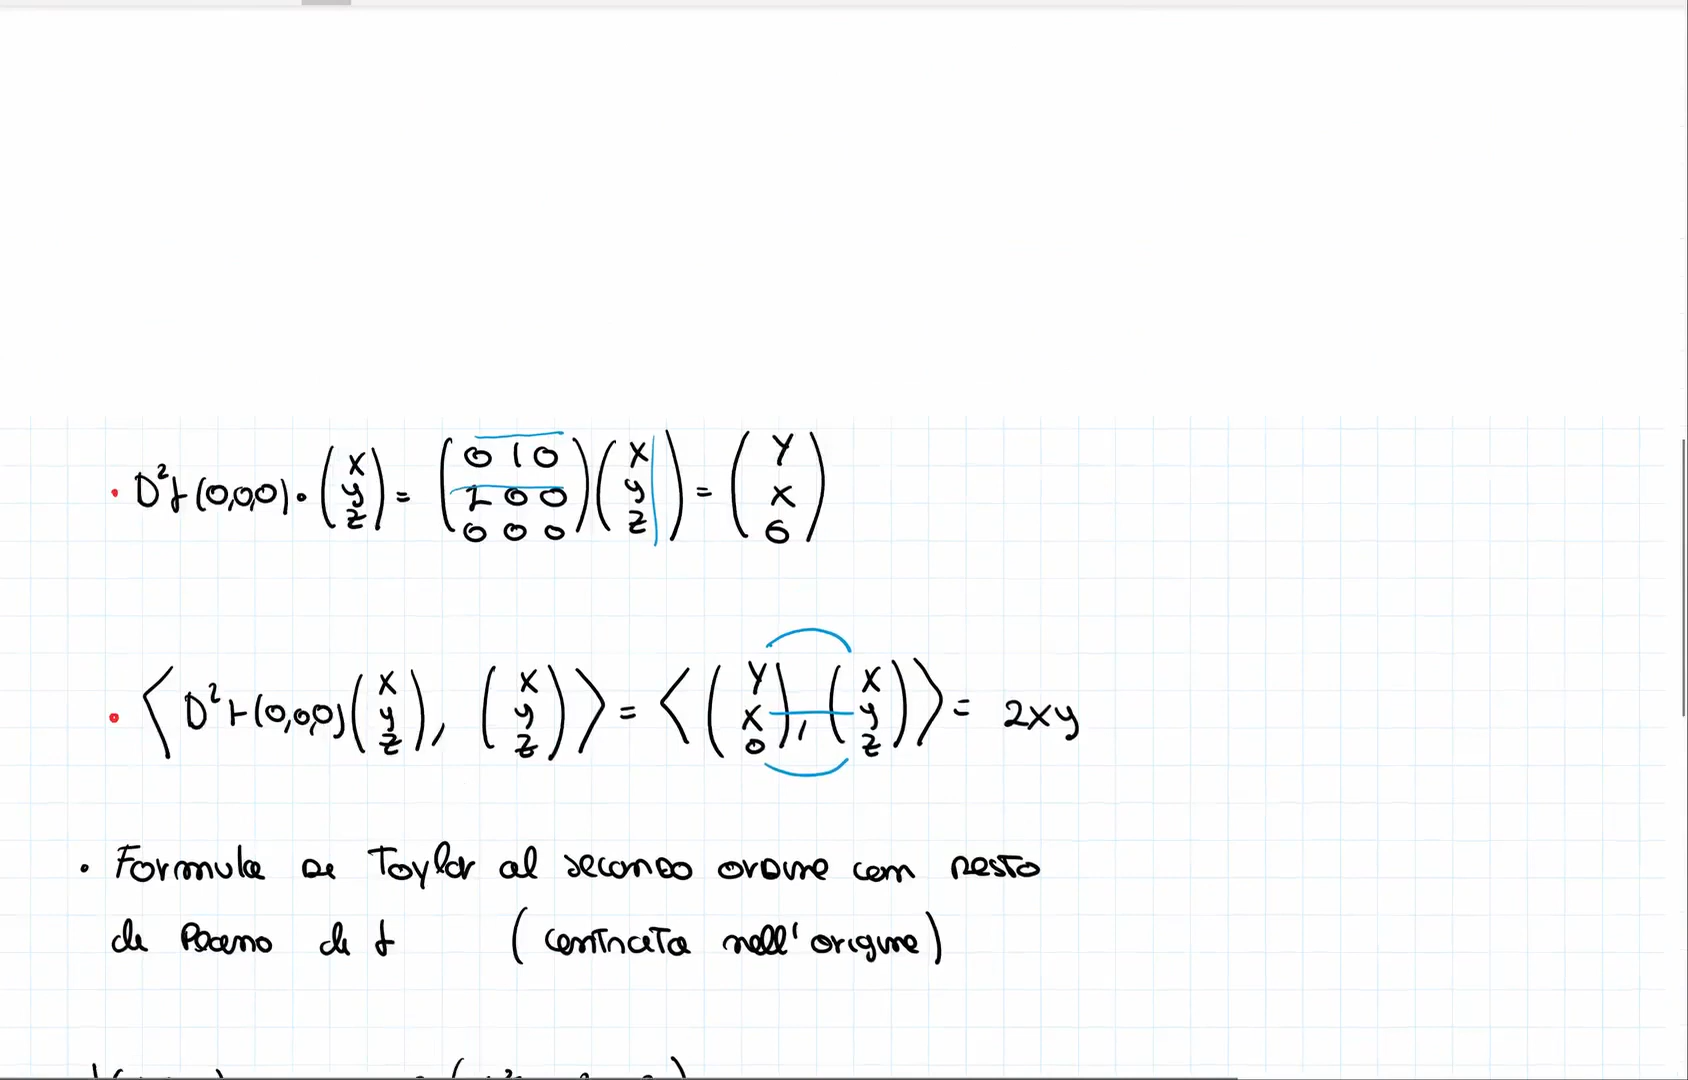 • D²f(0,0,0)·(x y z) = (0 1 0 1 0 0 0 0 0)(x y z) = (y x 0)
• ⟨D²f(0,0,0)(x y z), (x y z)⟩ = ⟨(y x 0), (x y z)⟩ = 2xy
• Formula di Taylor al secondo ordine con resto
di Peano di f (centrata nell'origine)